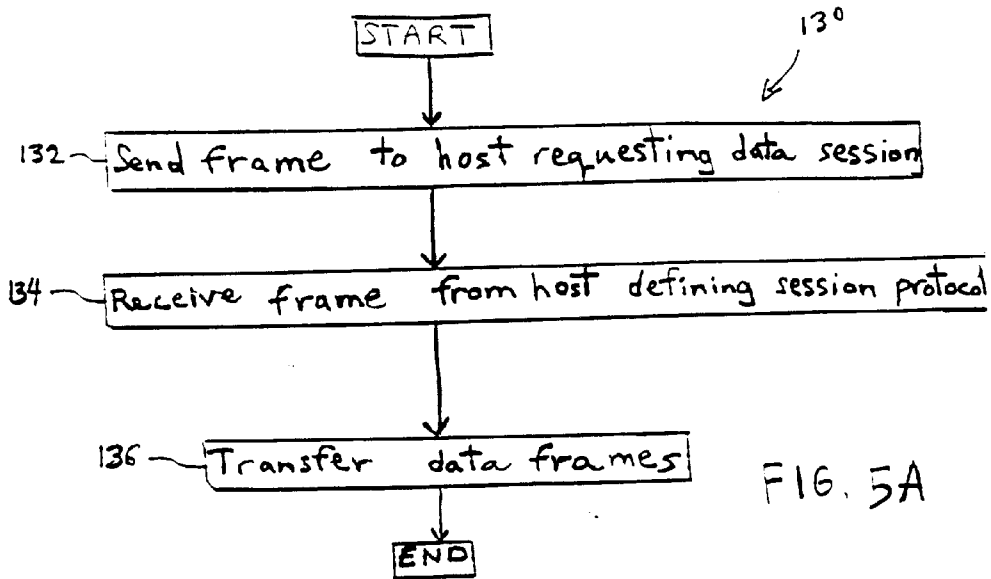 START
130
132 Send frame to host requesting data session
134 Receive frame from host defining session protocol
136 Transfer data frames
FIG. 5A
END